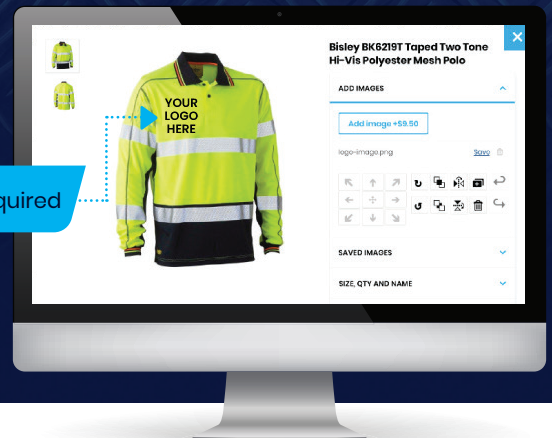 Bisley BK6219T Taped Two Tone
Hi-Vis Polyester Mesh Polo
ADD IMAGES
Add image +$9.50
logo-image.png Save
YOUR
LOGO
HERE
SAVED IMAGES
SIZE, QTY AND NAME